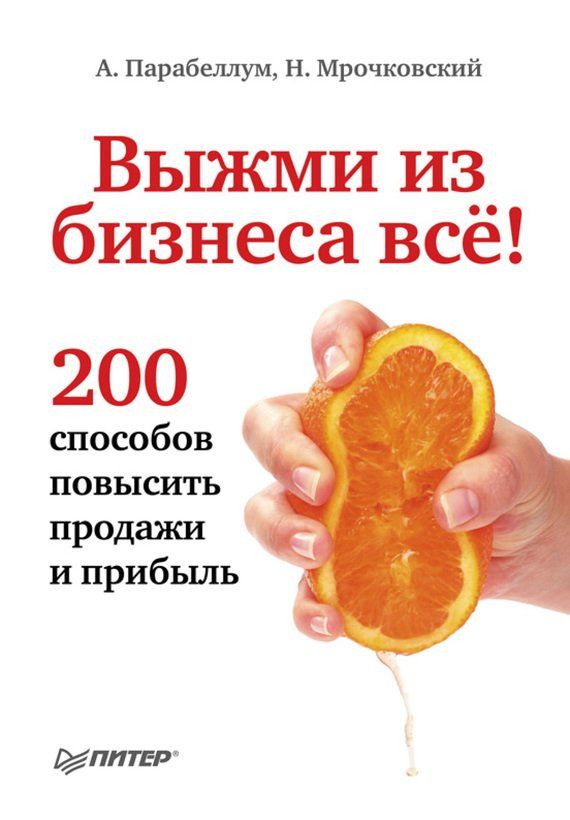 А. Парабеллум, Н. Мрочковский
Выжми из
бизнеса всё!
200
способов
повысить
продажи
и прибыль
ПИТЕР®